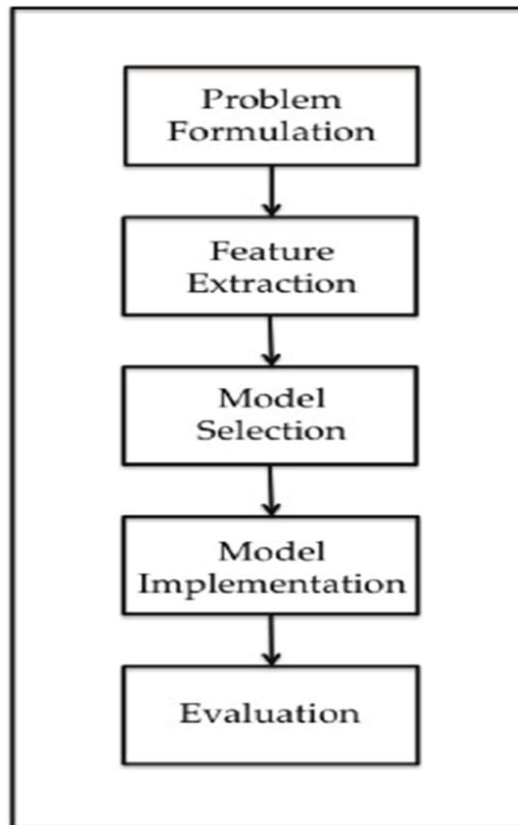 Problem
Formulation
Feature
Extraction
Model
Selection
Model
Implementation
Evaluation